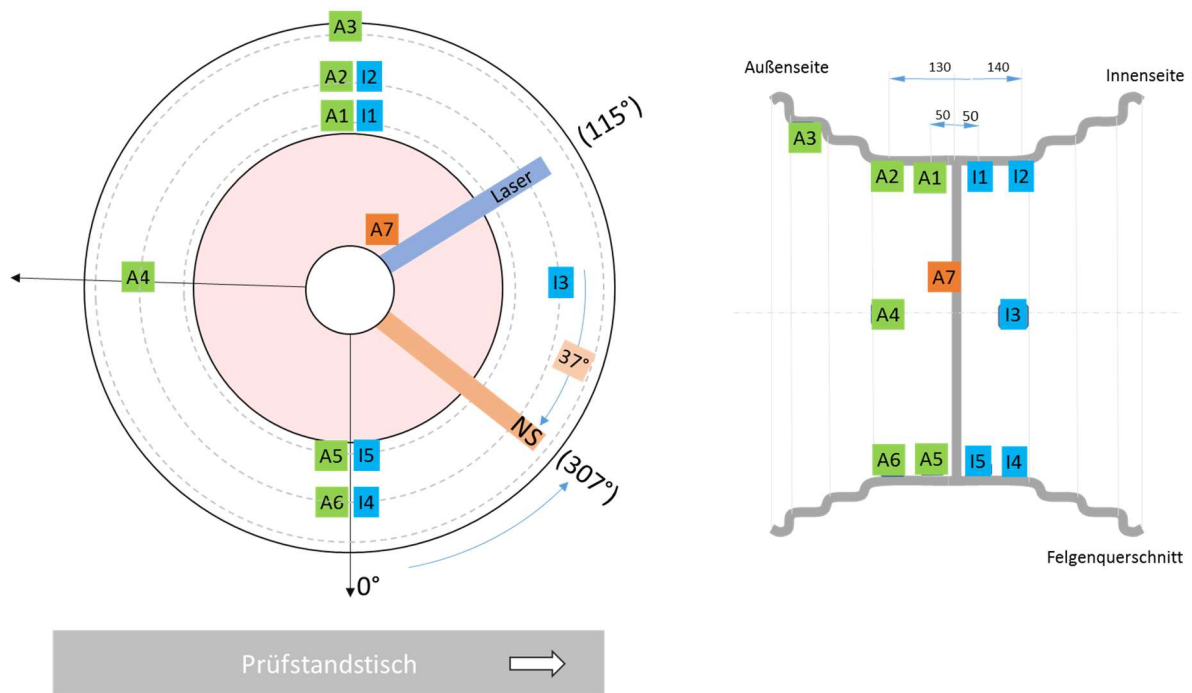 A3
A2 I2
A1 I1
(115°)
Laser
A7
A4
I3
37°
NS
(307°)
A5 I5
A6 I4
0°
Prüfstandstisch
Außenseite
130 140
Innenseite
50 50
A3
A2 A1 I1 I2
A7
A4 I3
A6 A5 I5 I4
Felgenquerschnitt